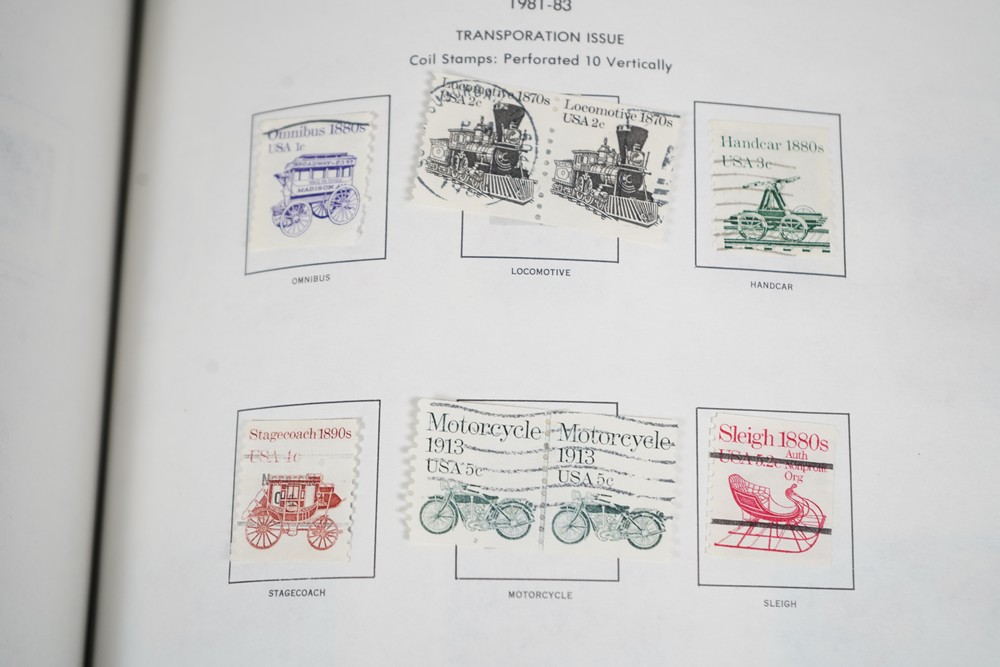 1981-83
TRANSPORATION ISSUE
Coil Stamps: Perforated 10 Vertically
Omnibus 1880s
USA 1c
MADISON
OMNIBUS
Locomotive 1870s
USA 2c
Locomotive 1870s
USA 2c
LOCOMOTIVE
Handcar 1880s
USA 3c
HANDCAR
Stagecoach 1890s
USA 4c
STAGECOACH
Motorcycle
1913
USA 5c
Motorcycle
1913
USA 5c
MOTORCYCLE
Sleigh 1880s
USA 5.2c
Auth
Nonprofit
Org
SLEIGH